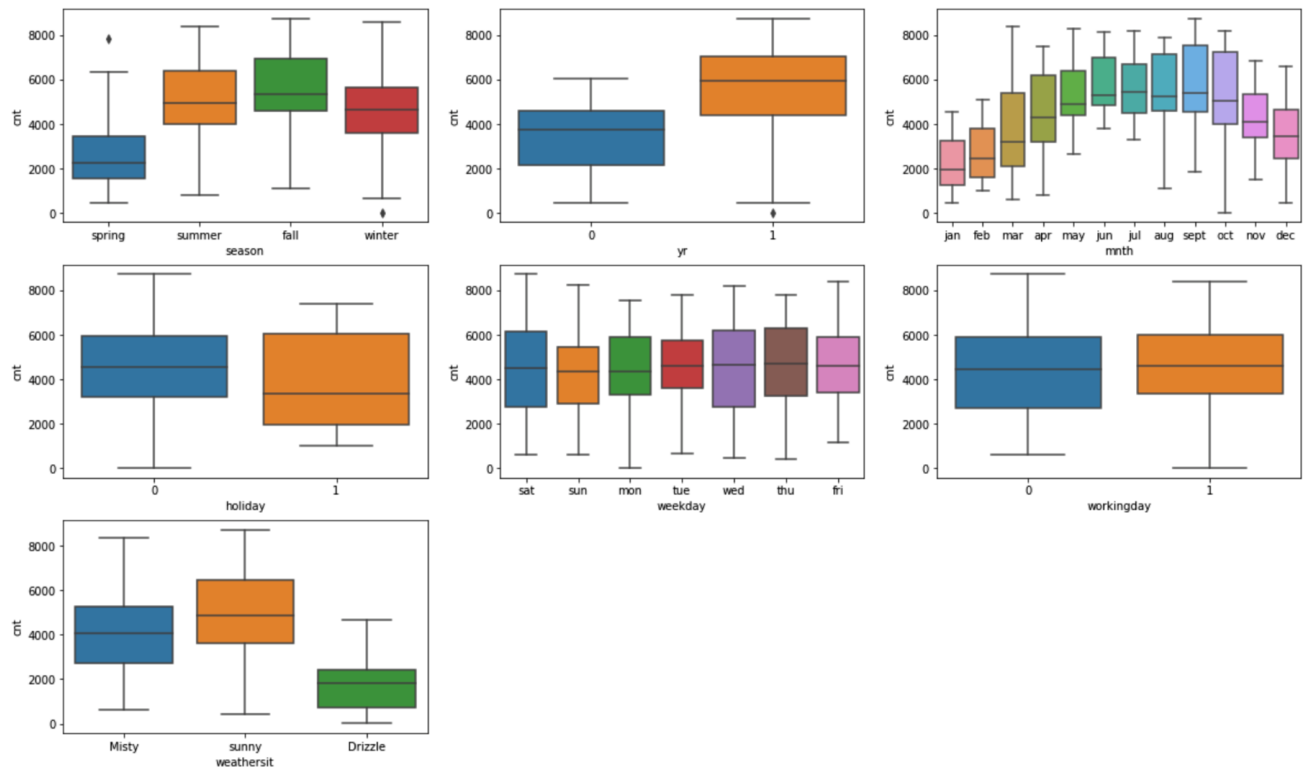 8000
6000
4000
2000
0
cnt
spring summer fall winter
season
8000
6000
4000
2000
0
cnt
0 1
yr
8000
6000
4000
2000
0
cnt
jan feb mar apr may jun jul aug sept oct nov dec
mnth
8000
6000
4000
2000
0
cnt
0 1
holiday
8000
6000
4000
2000
0
cnt
sat sun mon tue wed thu fri
weekday
8000
6000
4000
2000
0
cnt
0 1
workingday
8000
6000
4000
2000
0
cnt
Misty sunny Drizzle
weathersit